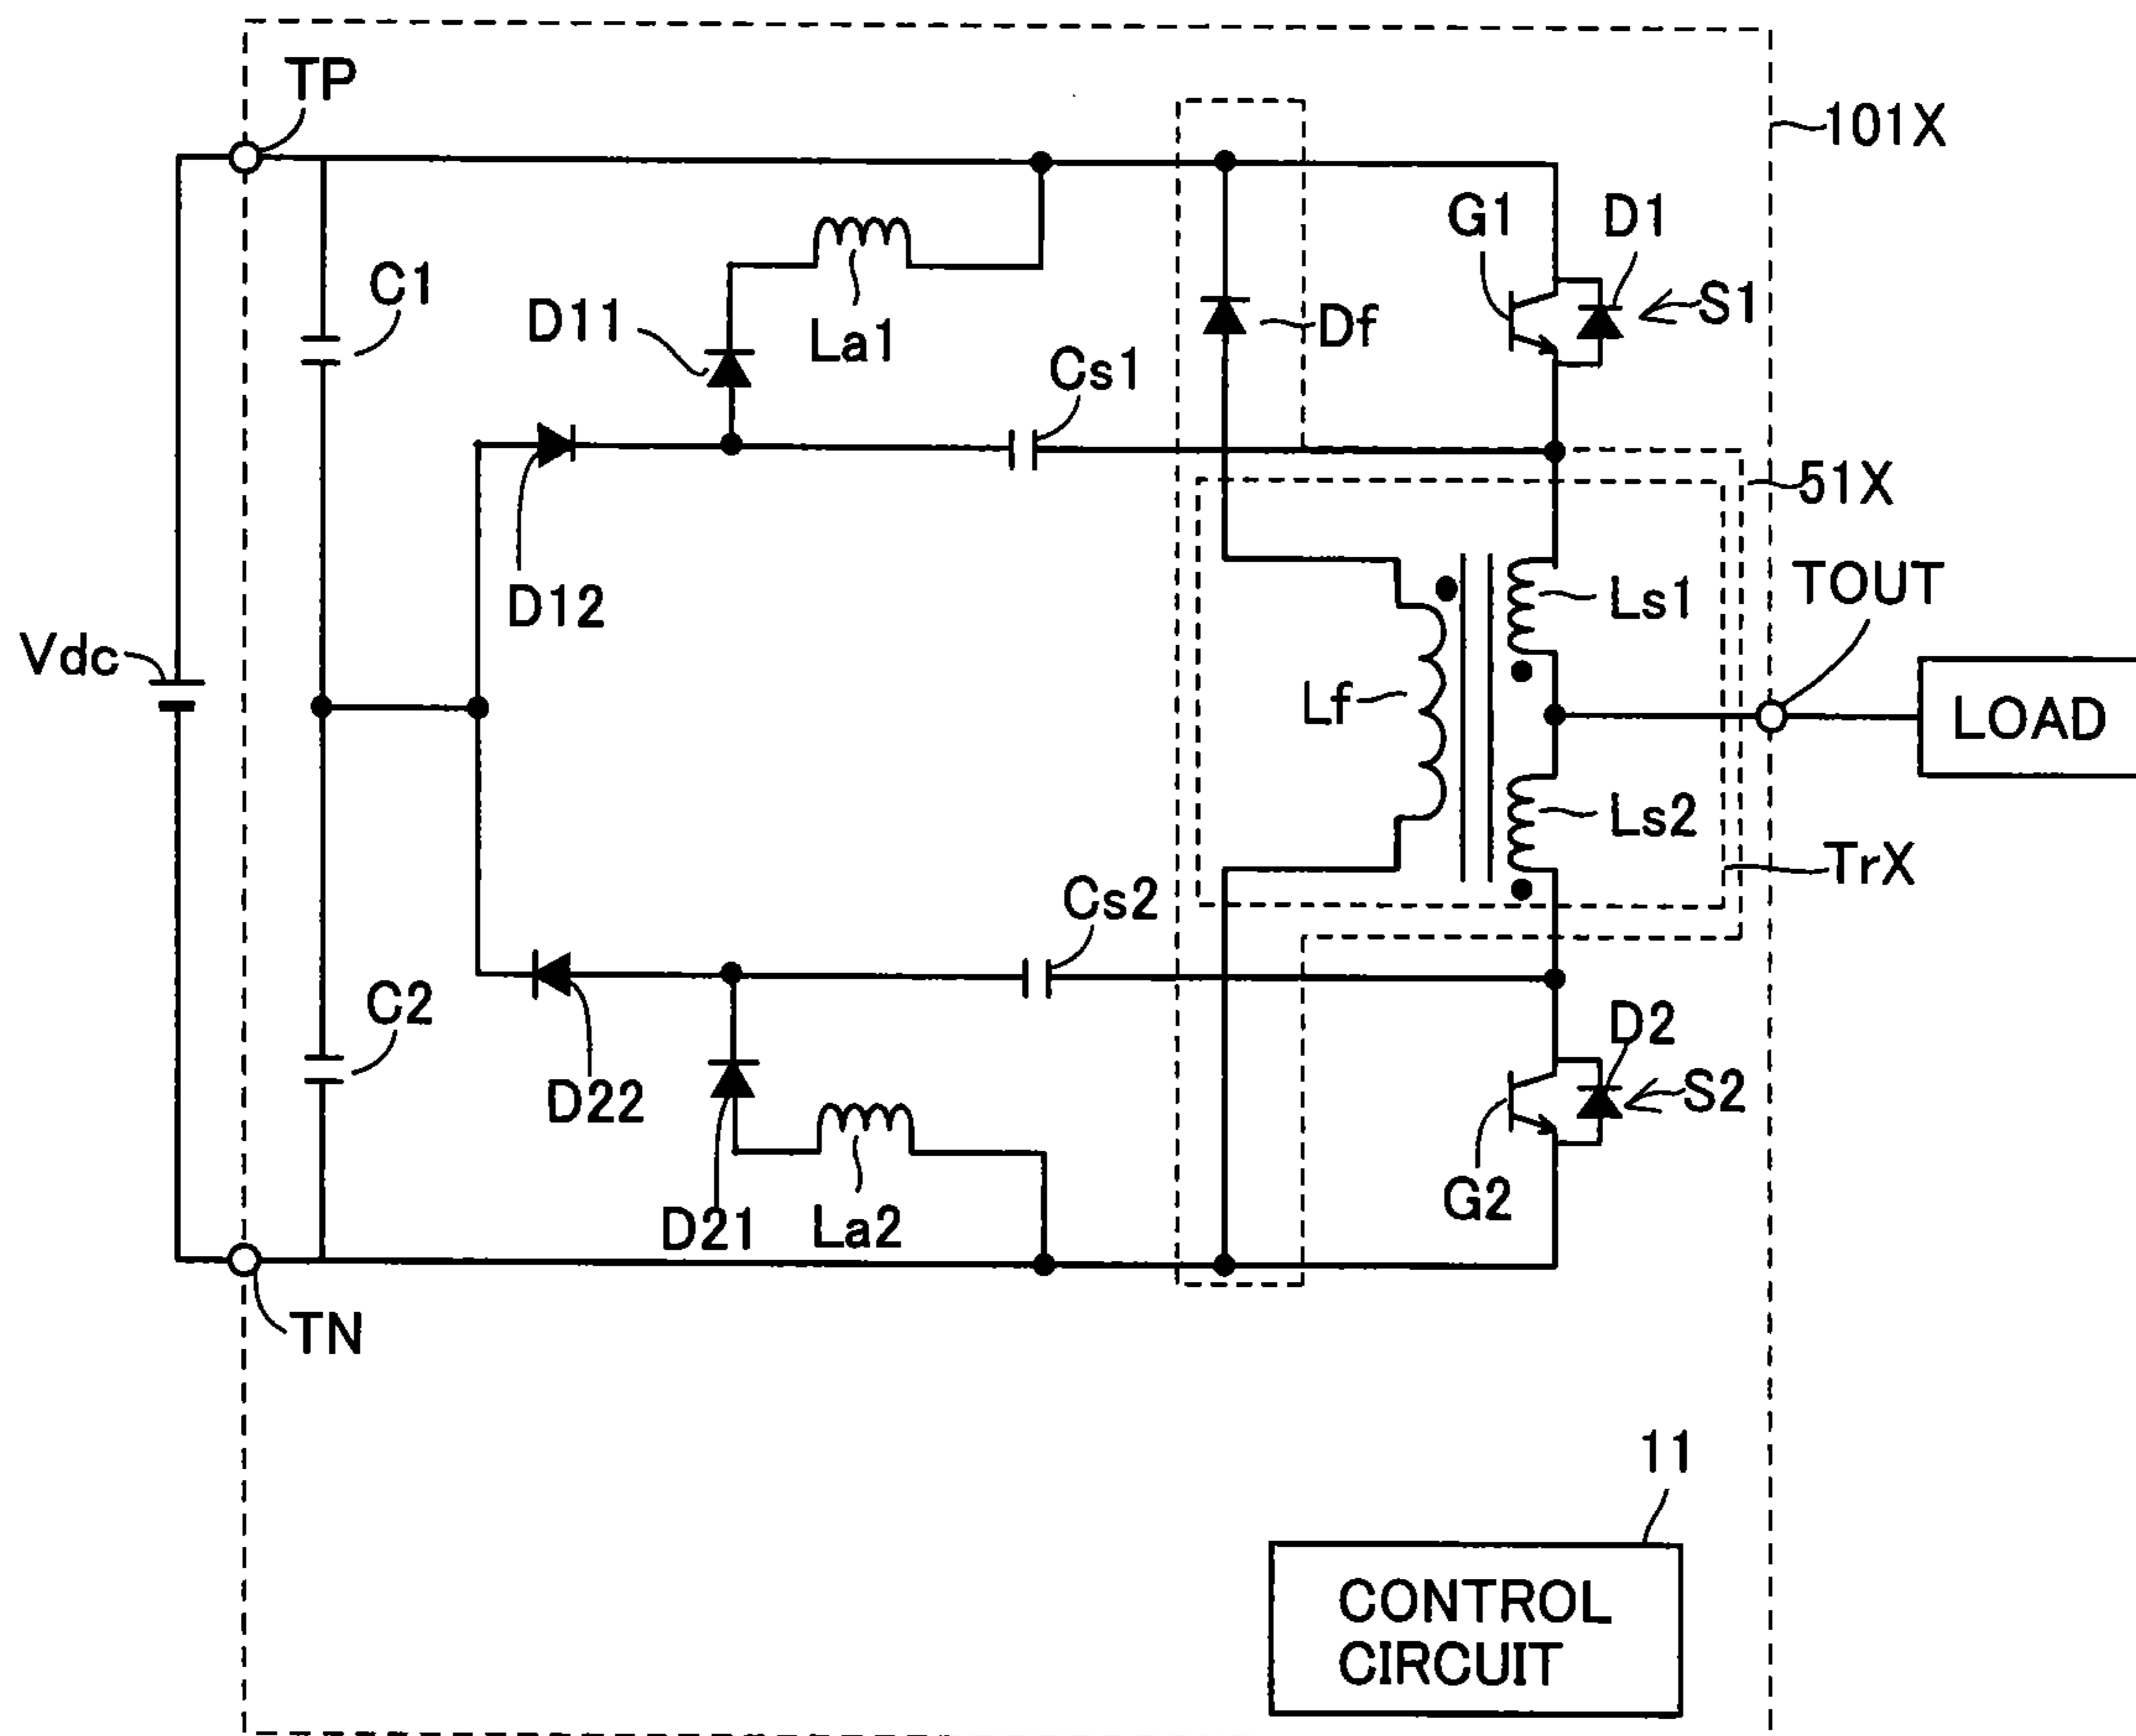 TP
101X
G1
D1
C1
S1
D11
La1
Df
Cs1
51X
TOUT
D12
Ls1
Vdc
Lf
LOAD
Ls2
TrX
Cs2
C2
D2
D22
S2
G2
D21
La2
TN
11
CONTROL
CIRCUIT